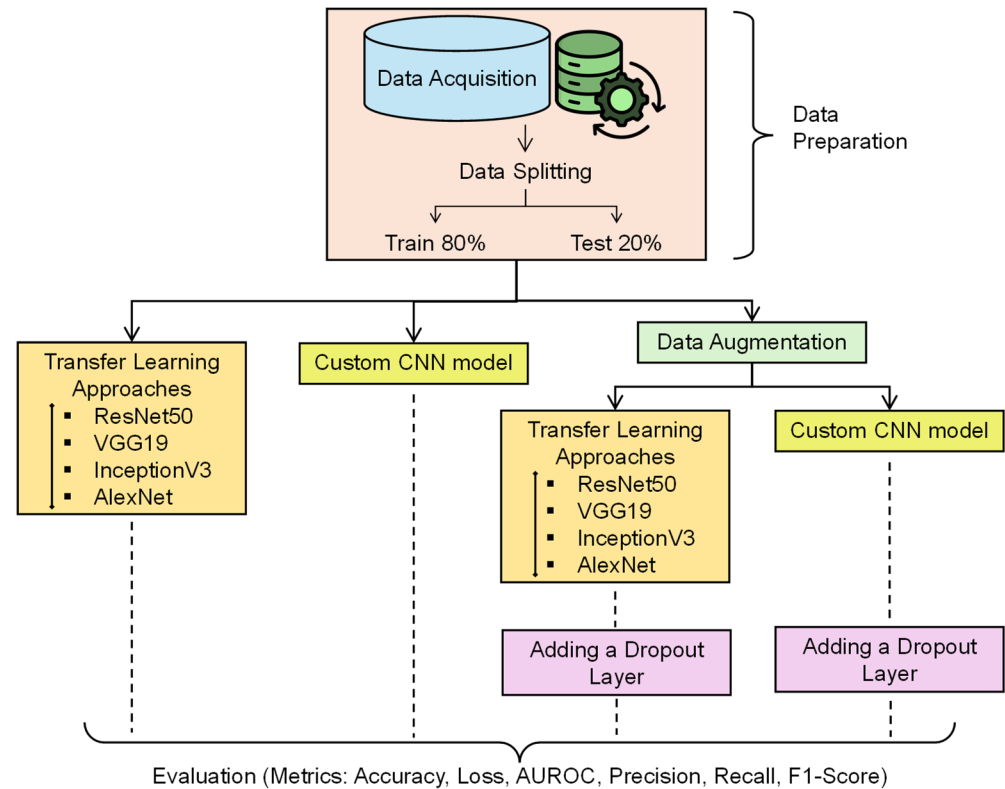 Data Acquisition
Data Splitting
Train 80%
Test 20%
Data
Preparation
Transfer Learning
Approaches
▪ ResNet50
▪ VGG19
▪ InceptionV3
▪ AlexNet
Custom CNN model
Data Augmentation
Transfer Learning
Approaches
▪ ResNet50
▪ VGG19
▪ InceptionV3
▪ AlexNet
Custom CNN model
Adding a Dropout
Layer
Adding a Dropout
Layer
Evaluation (Metrics: Accuracy, Loss, AUROC, Precision, Recall, F1-Score)